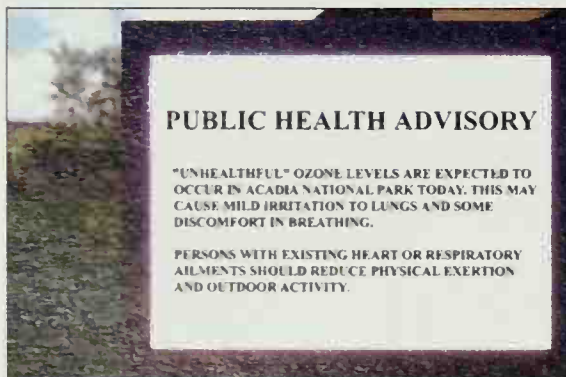 PUBLIC HEALTH ADVISORY
"UNHEALTHFUL" OZONE LEVELS ARE EXPECTED TO
OCCUR IN ACADIA NATIONAL PARK TODAY. THIS MAY
CAUSE MILD IRRITATION TO LUNGS AND SOME
DISCOMFORT IN BREATHING.
PERSONS WITH EXISTING HEART OR RESPIRATORY
AILMENTS SHOULD REDUCE PHYSICAL EXERTION
AND OUTDOOR ACTIVITY.